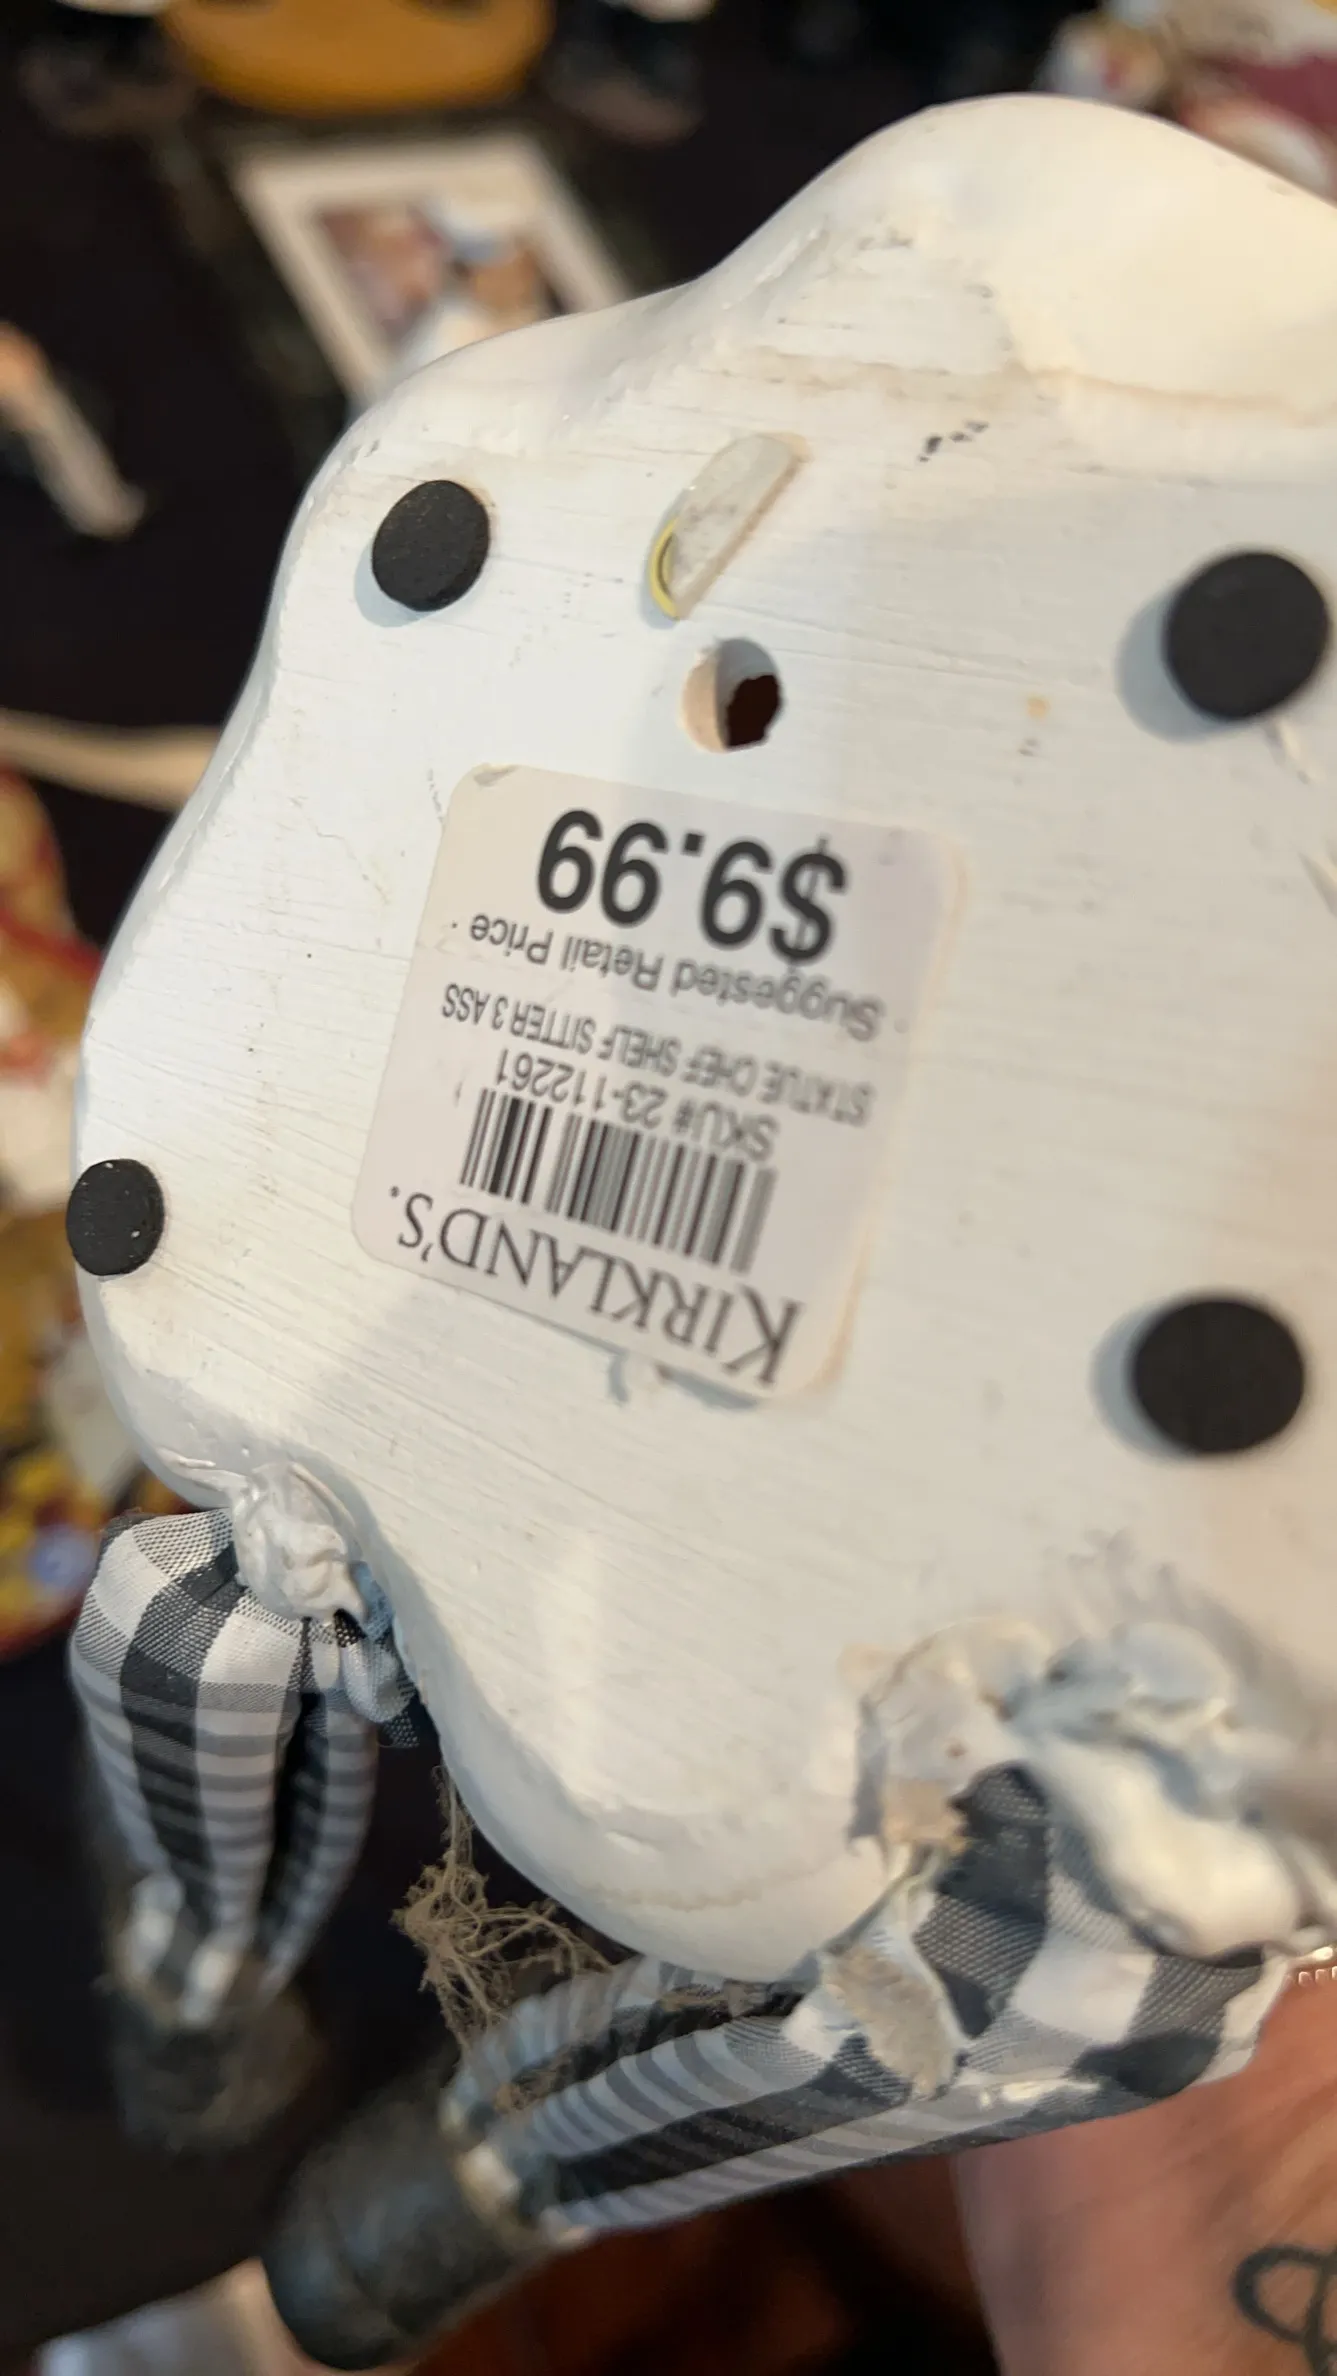 KIRKLAND'S.
SKU# 23-112261
STATUE CHEF SHELF SITTER 3 ASS
Suggested Retail Price
$9.99